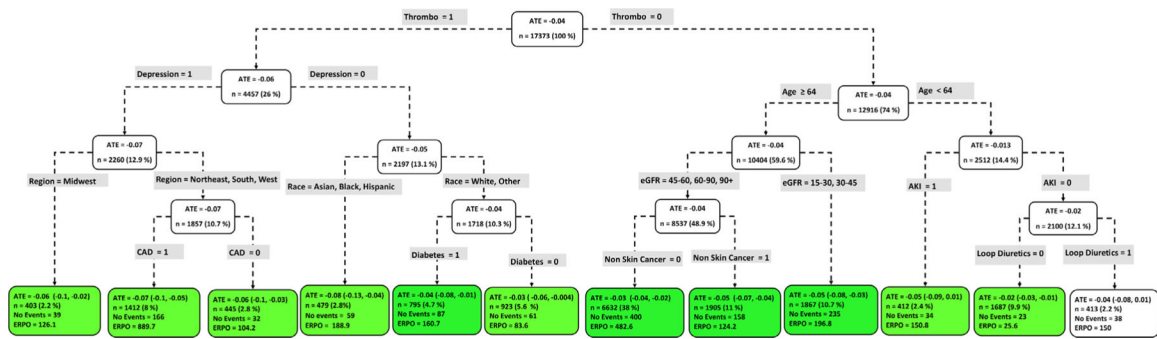 Thrombo = 1
Thrombo = 0
ATE = -0.04
n = 17373 (100 %)
Depression = 1
Depression = 0
ATE = -0.06
n = 4457 (26 %)
Age ≥ 64
Age < 64
ATE = -0.04
n = 12916 (74 %)
ATE = -0.07
n = 2260 (12.9 %)
ATE = -0.05
n = 2197 (13.1 %)
ATE = -0.04
n = 10404 (59.6 %)
ATE = -0.013
n = 2512 (14.4 %)
Region = Midwest
Region = Northeast, South, West
Race = Asian, Black, Hispanic
Race = White, Other
eGFR = 45-60, 60-90, 90+
eGFR = 15-30, 30-45
AKI = 1
AKI = 0
ATE = -0.07
n = 1857 (10.7 %)
ATE = -0.04
n = 1718 (10.3 %)
ATE = -0.04
n = 8537 (48.9 %)
ATE = -0.02
n = 2100 (12.1 %)
CAD = 1
CAD = 0
Diabetes = 1
Diabetes = 0
Non Skin Cancer = 0
Non Skin Cancer = 1
Loop Diuretics = 0
Loop Diuretics = 1
ATE = -0.06 (-0.1, -0.02)
n = 403 (2.2 %)
No Events = 39
ERPO = 126.1
ATE = -0.07 (-0.1, -0.05)
n = 1412 (8 %)
No Events = 166
ERPO = 889.7
ATE = -0.06 (-0.1, -0.03)
n = 445 (2.8 %)
No Events = 32
ERPO = 104.2
ATE = -0.08 (-0.13, -0.04)
n = 479 (2.8%)
No events = 59
ERPO = 188.9
ATE = -0.04 (-0.08, -0.01)
n = 795 (4.7 %)
No Events = 87
ERPO = 160.7
ATE = -0.03 (-0.06, -0.004)
n = 923 (5.6 %)
No Events = 61
ERPO = 83.6
ATE = -0.03 (-0.04, -0.02)
n = 6632 (38 %)
No Events = 400
ERPO = 482.6
ATE = -0.05 (-0.07, -0.04)
n = 1905 (11 %)
No Events = 158
ERPO = 124.2
ATE = -0.05 (-0.08, -0.03)
n = 1867 (10.7 %)
No Events = 235
ERPO = 196.8
ATE = -0.05 (-0.09, 0.01)
n = 412 (2.4 %)
No Events = 34
ERPO = 150.8
ATE = -0.02 (-0.03, -0.01)
n = 1687 (9.9 %)
No Events = 23
ERPO = 25.6
ATE = -0.04 (-0.08, 0.01)
n = 413 (2.2 %)
No Events = 38
ERPO = 150